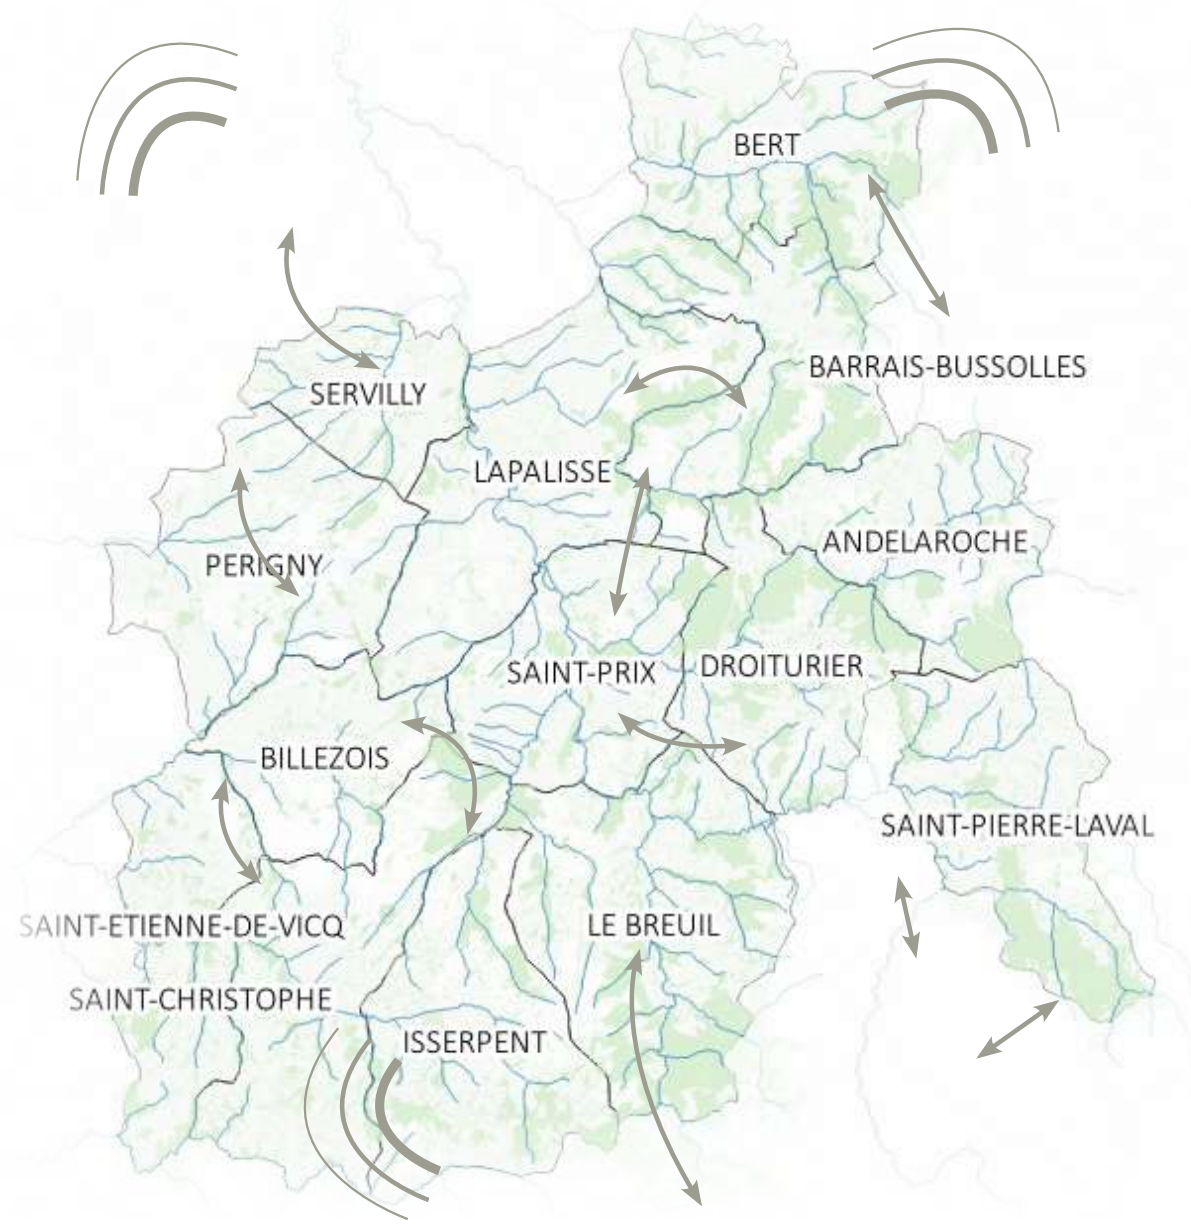 BERT
BARRAIS-BUSSOLLES
SERVILLY
LAPALISSE
ANDELAROCHE
PERIGNY
SAINT-PRIX
DROITURIER
BILLEZOIS
SAINT-PIERRE-LAVAL
SAINT-ETIENNE-DE-VICQ
LE BREUIL
SAINT-CHRISTOPHE
ISSERPENT